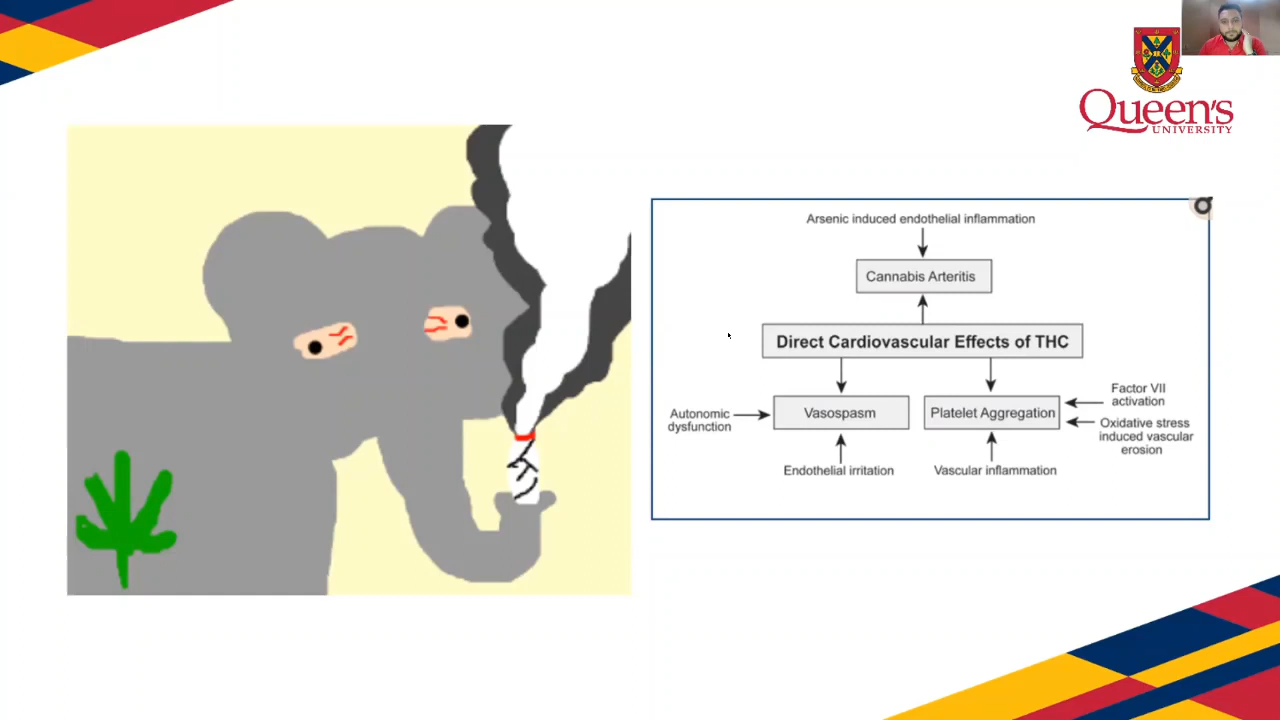 Queen's
UNIVERSITY
Arsenic induced endothelial inflammation
Cannabis Arteritis
Direct Cardiovascular Effects of THC
Factor VII
activation
Autonomic
dysfunction
Vasospasm
Platelet Aggregation
Oxidative stress
induced vascular
erosion
Endothelial irritation
Vascular inflammation